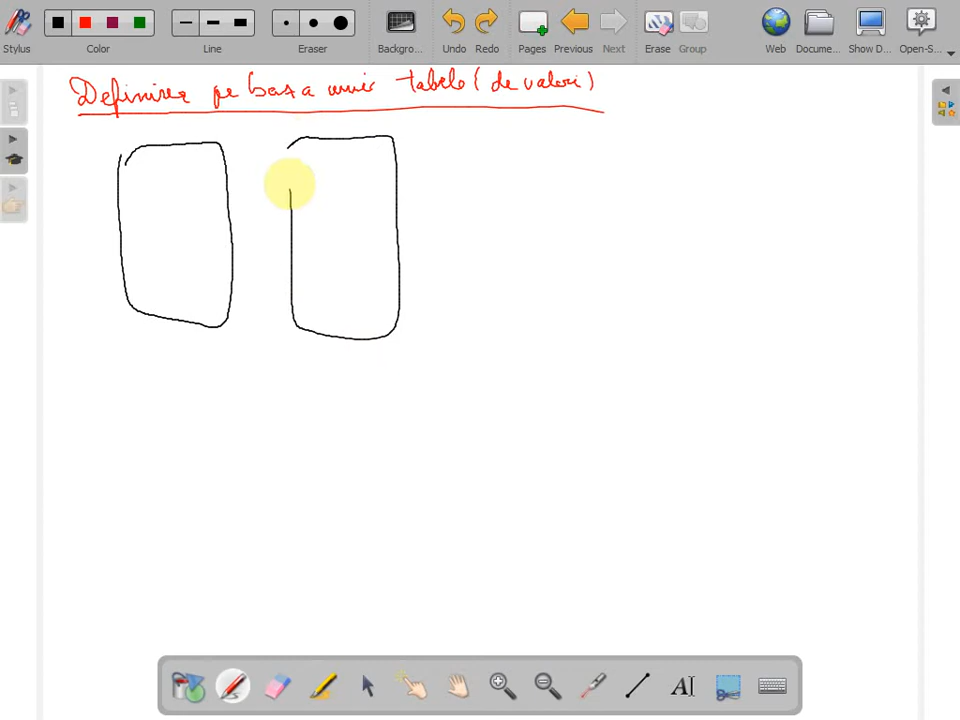 Stylus
Color
Line
Eraser
Backgro...
Undo
Redo
Pages
Previous
Next
Erase
Group
Web
Docume...
Show D...
Open-S...
Definirea pe baza unui tabelo (de valori)
A